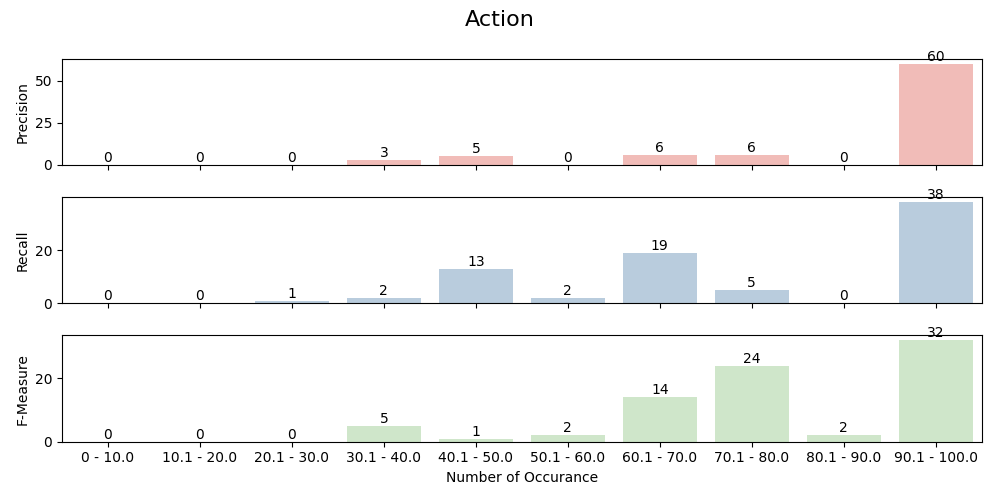 Action
Precision
50
25
0
0 0 0 3 5 0 6 6 0 60
Recall
20
0
0 0 1 2 13 2 19 5 0 38
F-Measure
20
0
0 0 0 5 1 2 14 24 2 32
0 - 10.0 10.1 - 20.0 20.1 - 30.0 30.1 - 40.0 40.1 - 50.0 50.1 - 60.0 60.1 - 70.0 70.1 - 80.0 80.1 - 90.0 90.1 - 100.0
Number of Occurance